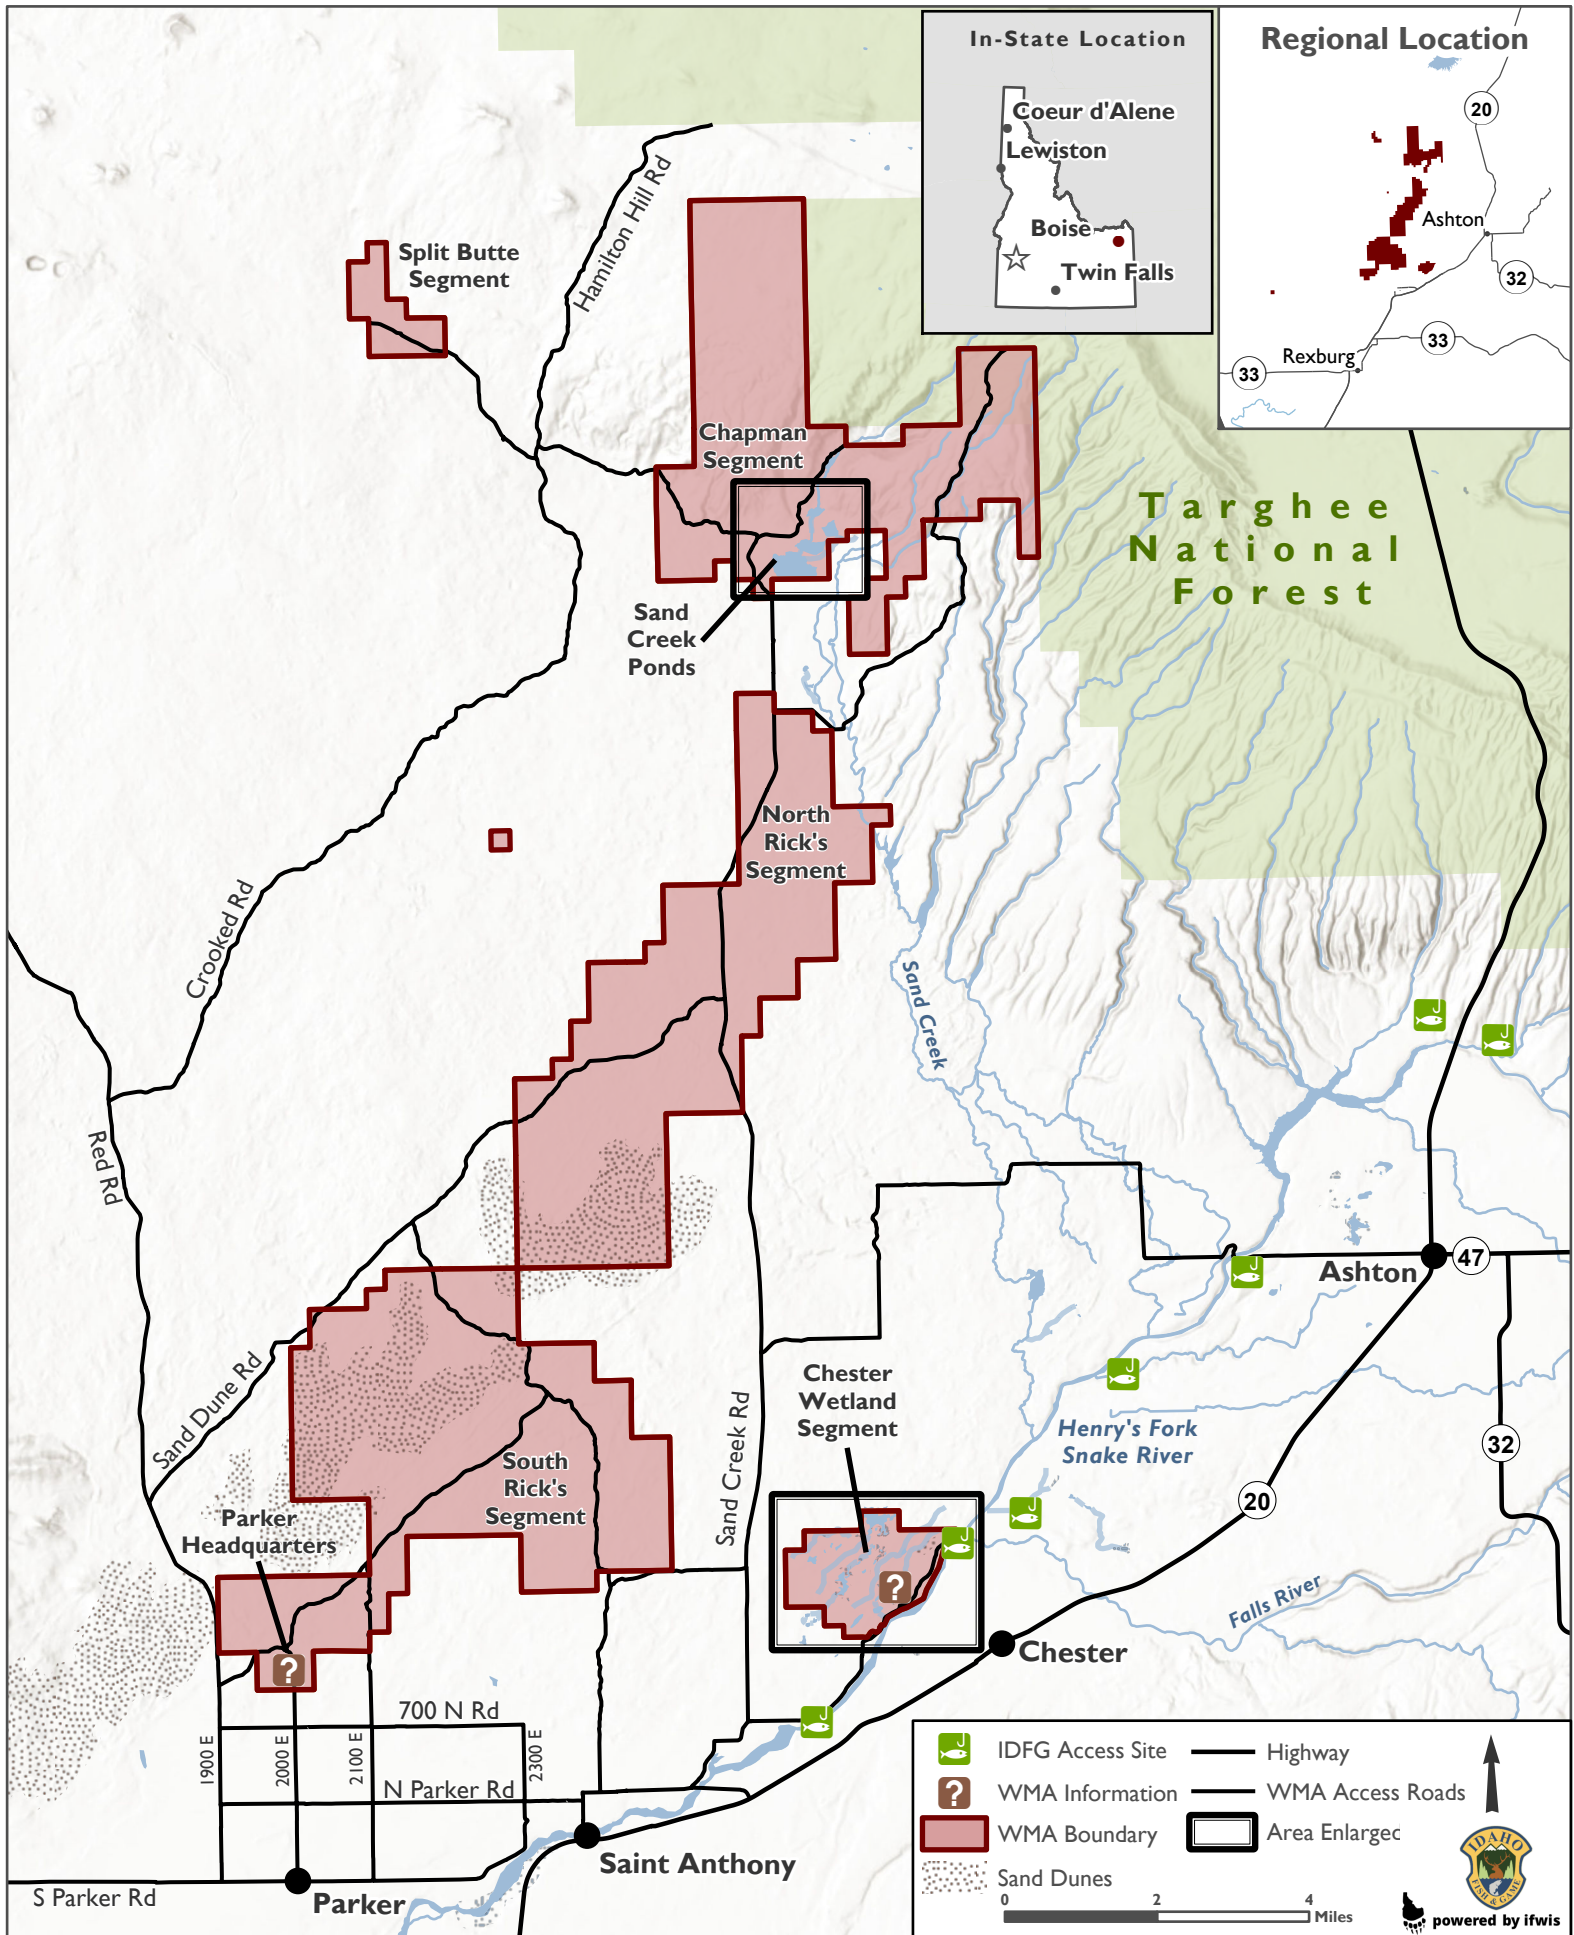 In-State Location
Coeur d'Alene
Lewiston
Boise
Twin Falls
Regional Location
20
Ashton
32
33
Rexburg
33
Hamilton Hill Rd
Split Butte
Segment
Chapman
Segment
Targhee
National
Forest
Sand
Creek
Ponds
North
Rick's
Segment
Crooked Rd
Sand Creek
Red Rd
Ashton
47
Sand Dune Rd
Chester
Wetland
Segment
Sand Creek Rd
Henry's Fork
Snake River
32
South
Rick's
Segment
20
Parker
Headquarters
?
Falls River
Chester
?
700 N Rd
1900 E
2000 E
2100 E
2300 E
N Parker Rd
Saint Anthony
S Parker Rd
Parker
IDFG Access Site
Highway
?
WMA Information
WMA Access Roads
WMA Boundary
Area Enlarged
Sand Dunes
0
2
4
Miles
IDAHO
FISH & GAME
powered by ifwis